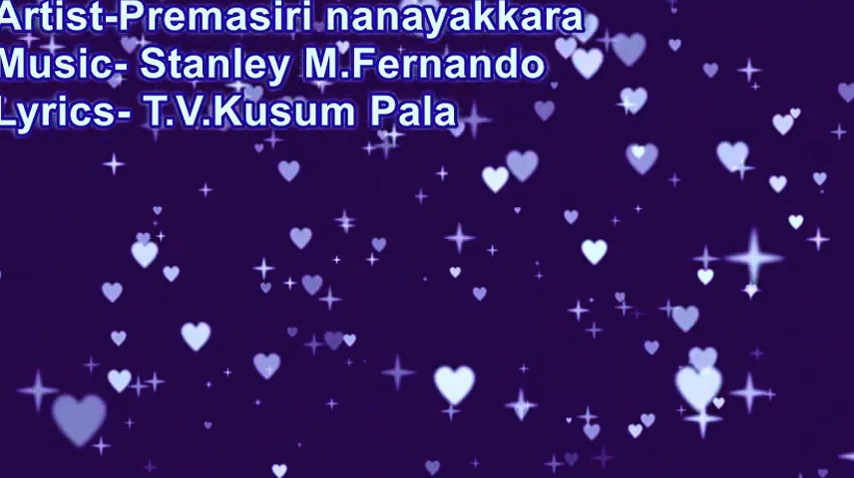 Artist-Premasiri nanayakkara
Music- Stanley M.Fernando
Lyrics- T.V.Kusum Pala